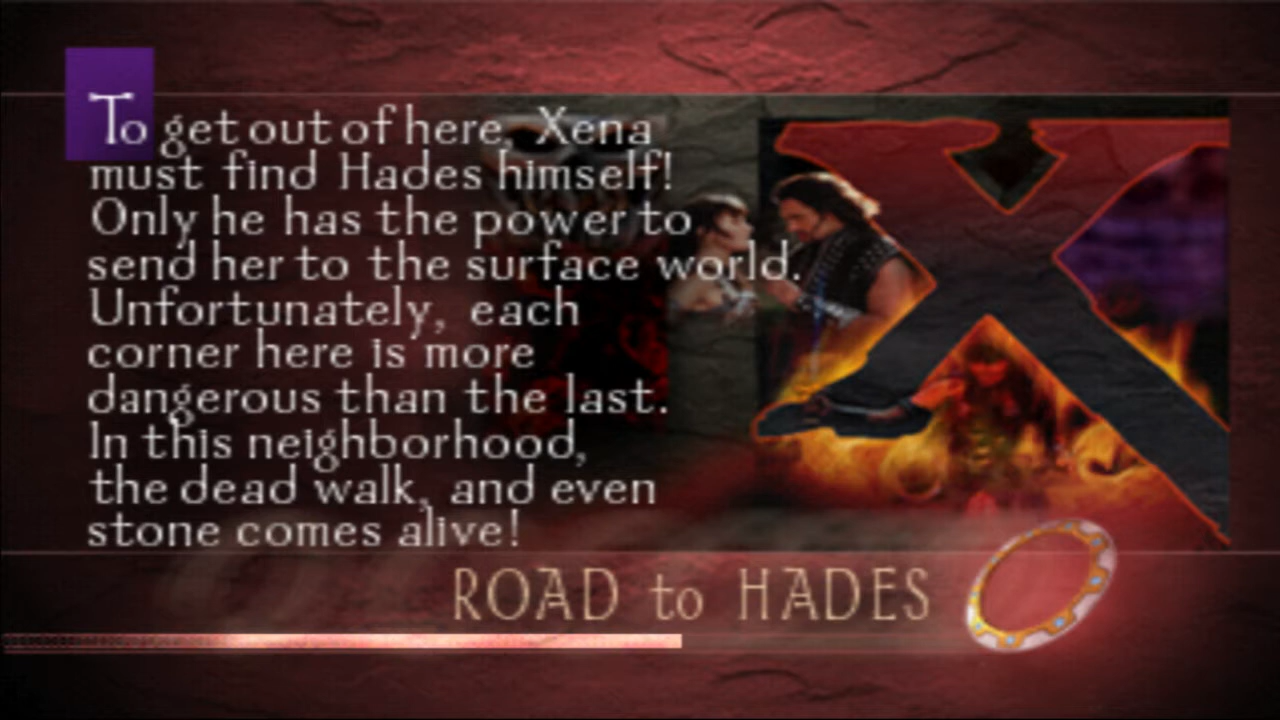 To get out of here, Xena
must find Hades himself!
Only he has the power to
send her to the surface world.
Unfortunately, each
corner here is more
dangerous than the last.
In this neighborhood,
the dead walk, and even
stone comes alive!
ROAD to HADES